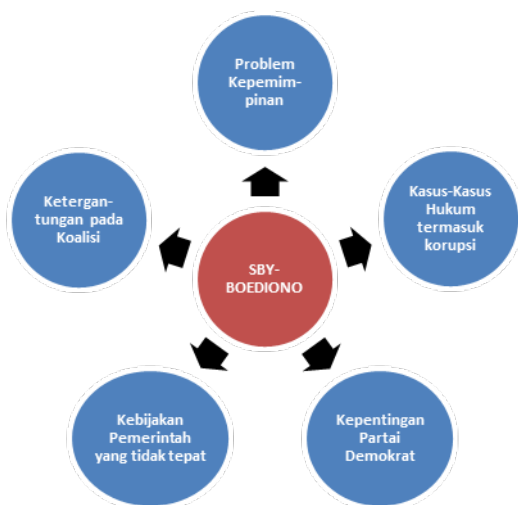 Problem
Kepemim-
pinan
Kasus-Kasus
Hukum
termasuk
korupsi
Ketergan-
tungan pada
Koalisi
SBY-
BOEDIONO
Kebijakan
Pemerintah
yang tidak tepat
Kepentingan
Partai
Demokrat